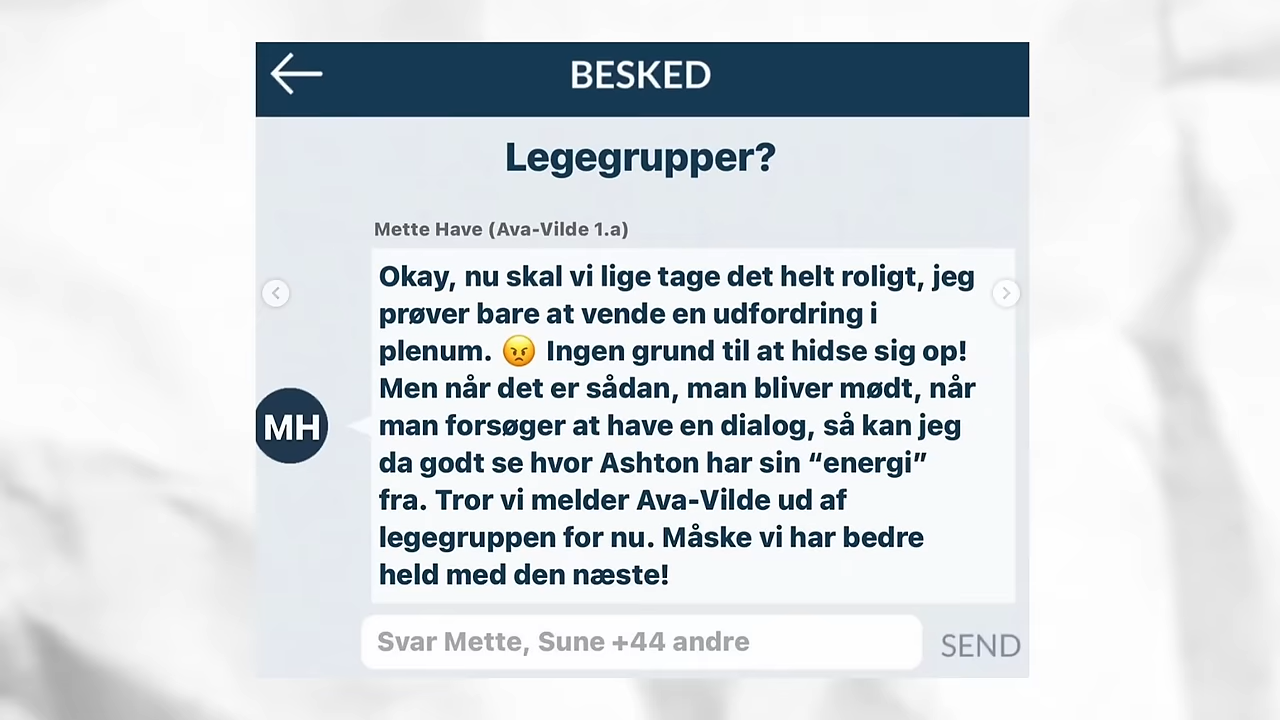 BESKED
Legegrupper?
Mette Have (Ava-Vilde 1.a)
Okay, nu skal vi lige tage det helt roligt, jeg
prøver bare at vende en udfordring i
plenum. 😠 Ingen grund til at hidse sig op!
Men når det er sådan, man bliver mødt, når
man forsøger at have en dialog, så kan jeg
da godt se hvor Ashton har sin “energi”
fra. Tror vi melder Ava-Vilde ud af
legegruppen for nu. Måske vi har bedre
held med den næste!
MH
Svar Mette, Sune +44 andre
SEND